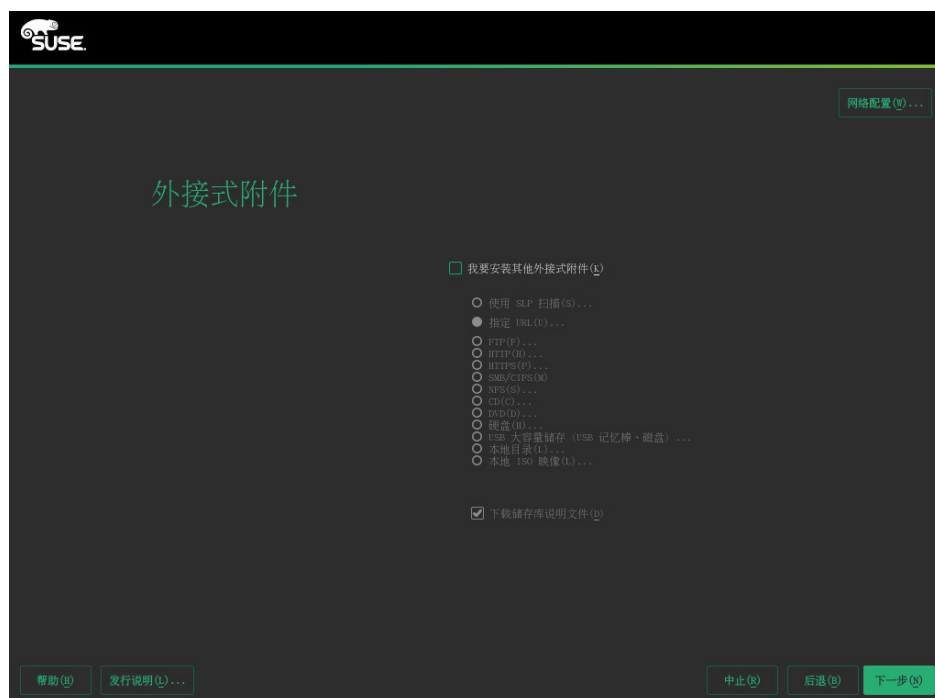 SUSE.
网络配置(W)...
外接式附件
我要安装其他外接式附件(K)
使用 SLP 扫描(S)...
指定 URL(U)...
FTP(F)...
HTTP(H)...
HTTPS(P)...
SMB/CIFS(M)
NFS(S)...
CD(C)...
DVD(D)...
硬盘(H)...
USB 大容量储存（USB 记忆棒、磁盘）...
本地目录(L)...
本地 ISO 映像(L)...
下载储存库说明文件(D)
帮助(H)
发行说明(L)...
中止(R)
后退(B)
下一步(N)